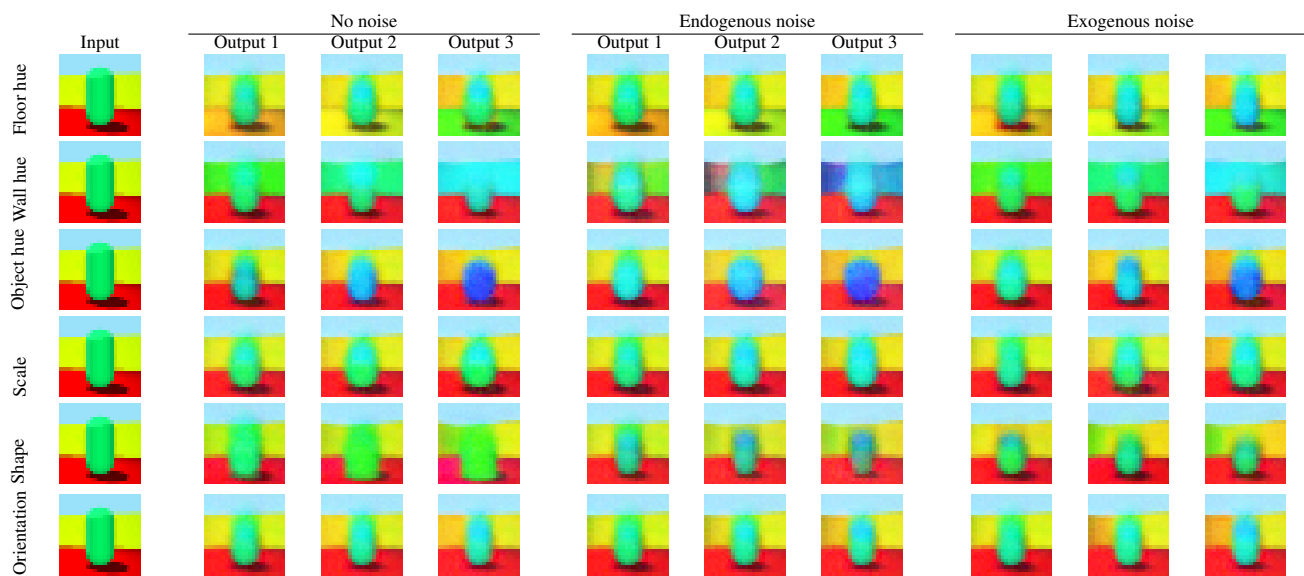 No noise
Endogenous noise
Exogenous noise
Input
Output 1
Output 2
Output 3
Output 1
Output 2
Output 3
Floor hue
Wall hue
Object hue
Scale
Shape
Orientation